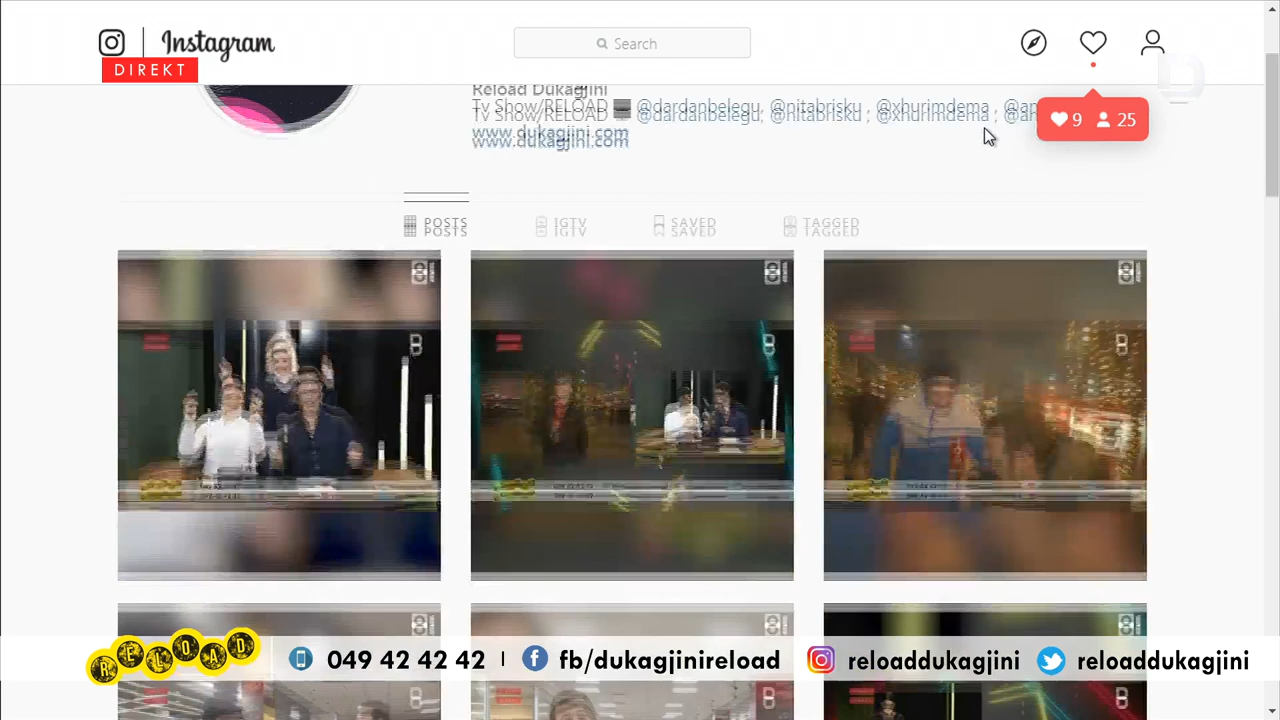 Instagram
Search
DIREKT
Reload Dukagjini
Tv Show/RELOAD @dardanbelegu, @nitabrisku , @xhurimdema , @an
www.dukagjini.com
9 25
POSTS IGTV SAVED TAGGED
RELOAD 049 42 42 42 | fb/dukagjinireload reloaddukagjini reloaddukagjini